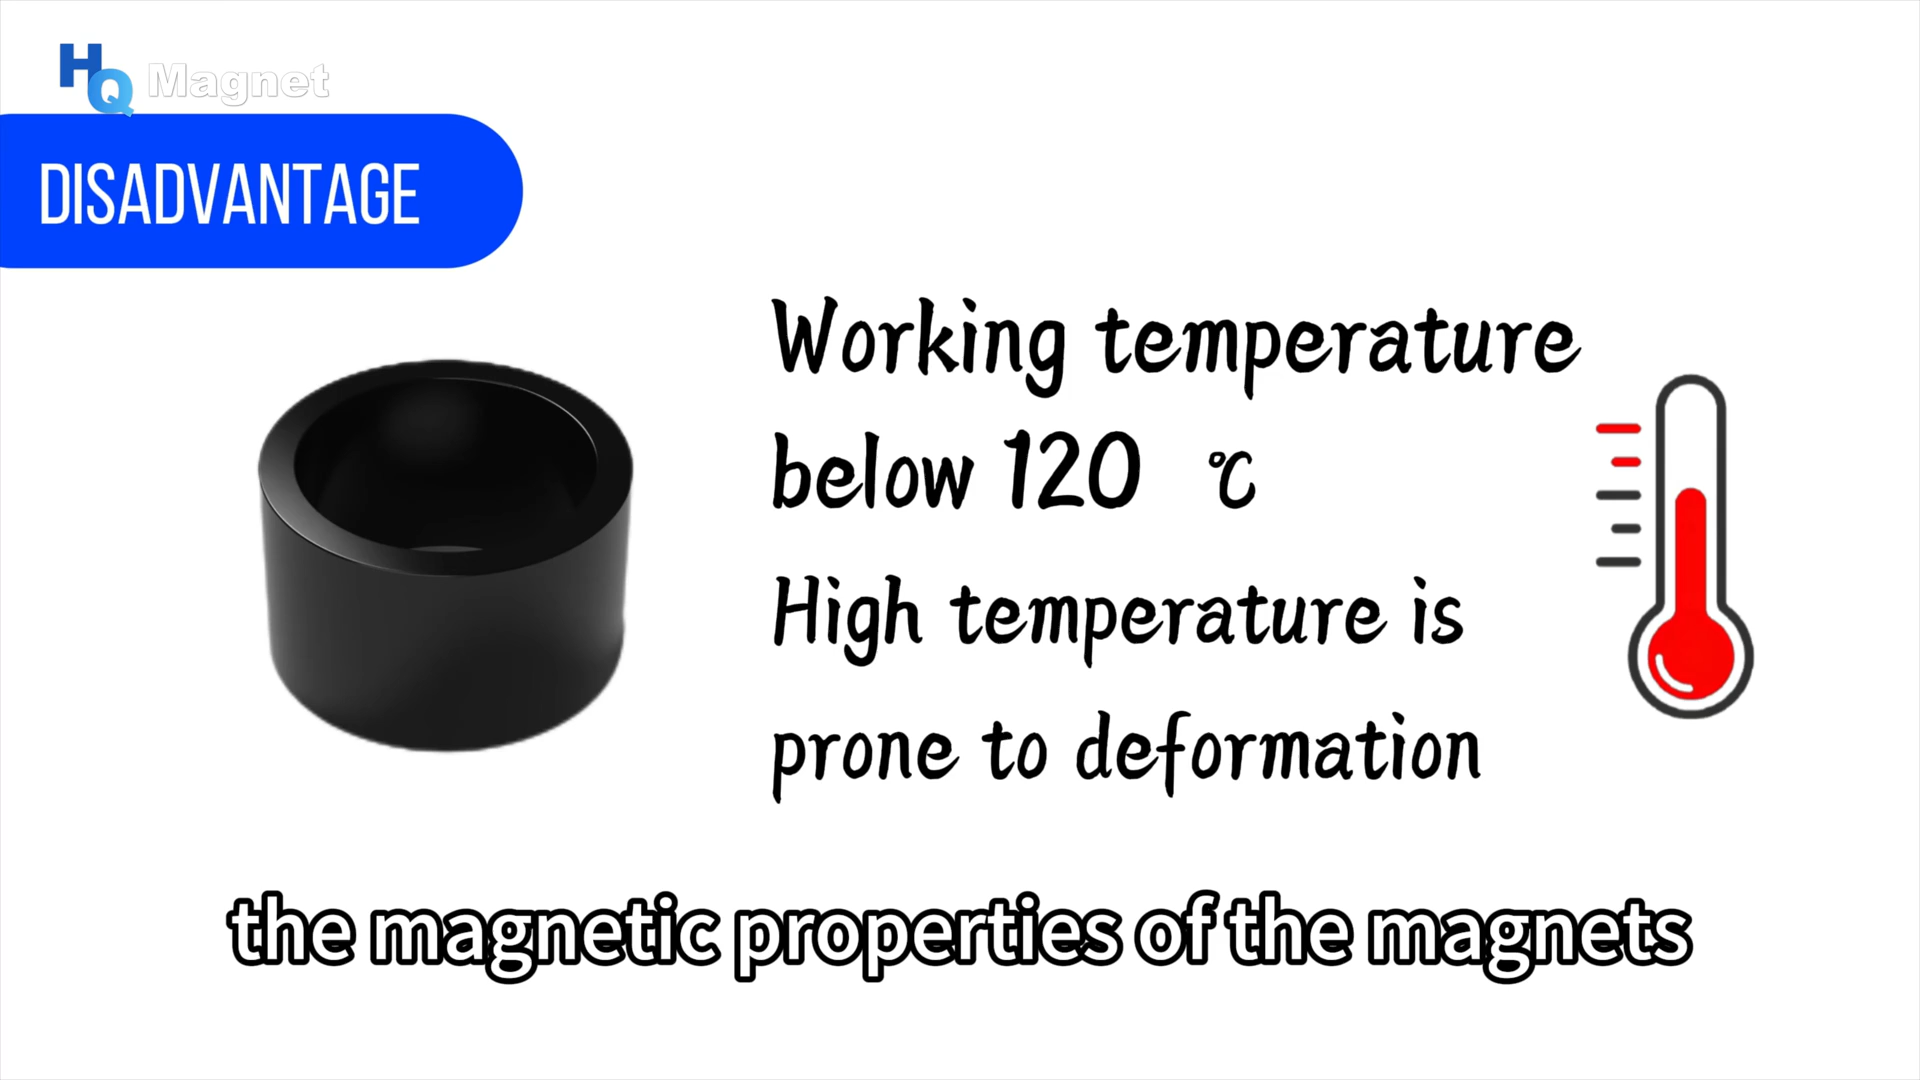 HQ Magnet
DISADVANTAGE
Working temperature
below 120 ℃
High temperature is
prone to deformation
the magnetic properties of the magnets